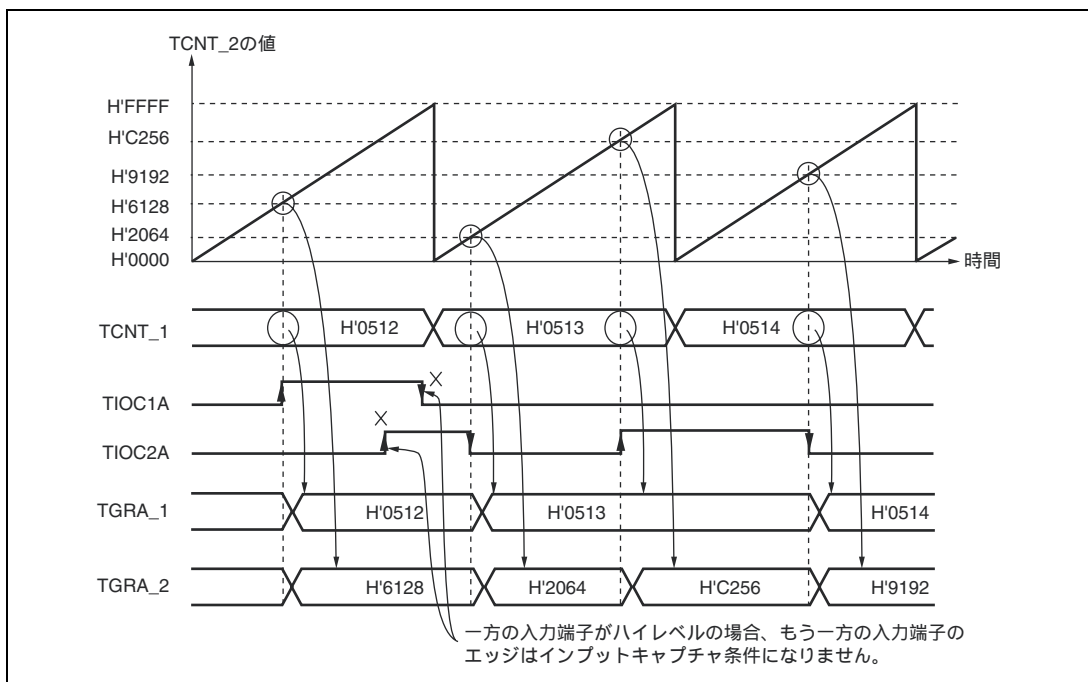 TCNT_2の値
H'FFFF
H'C256
H'9192
H'6128
H'2064
H'0000
時間
TCNT_1 H'0512 H'0513 H'0514
TIOC1A
TIOC2A
TGRA_1 H'0512 H'0513 H'0514
TGRA_2 H'6128 H'2064 H'C256 H'9192
一方の入力端子がハイレベルの場合、もう一方の入力端子の
エッジはインプットキャプチャ条件になりません。